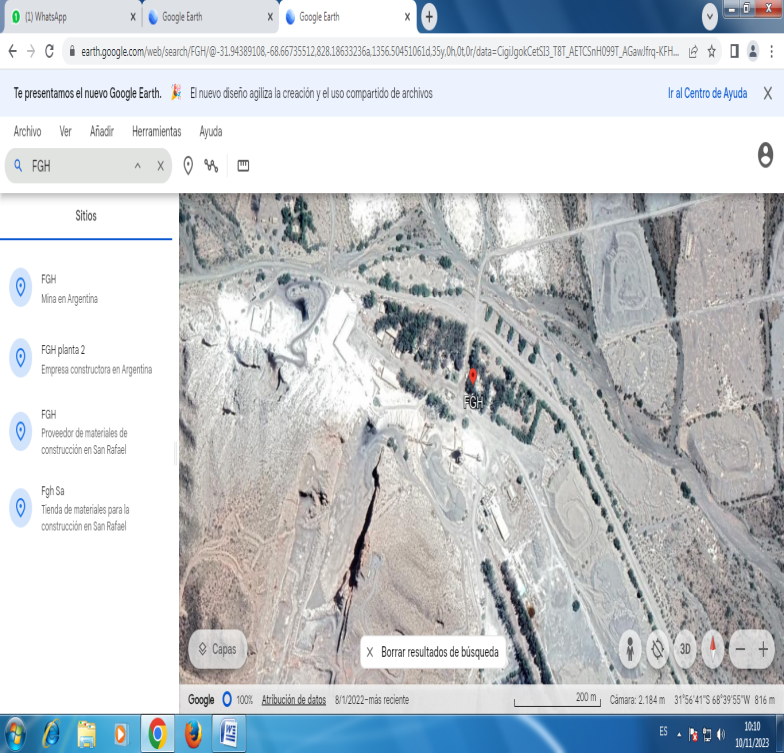 (1) WhatsApp
Google Earth
Google Earth
earth.google.com/web/search/FGH/@-31.94389108,-68.66735512,828.18633236a,1356.50451061d,35y,0h,0t,0r/data=CigiJgokCetSI3_T8T_AETCSnH099T_AGawJfrq-KFH...
Te presentamos el nuevo Google Earth. El nuevo diseño agiliza la creación y el uso compartido de archivos
Ir al Centro de Ayuda
Archivo Ver Añadir Herramientas Ayuda
FGH
Sitios
FGH
Mina en Argentina
FGH planta 2
Empresa constructora en Argentina
FGH
Proveedor de materiales de
construcción en San Rafael
Fgh Sa
Tienda de materiales para la
construcción en San Rafael
FGH
Capas
Borrar resultados de búsqueda
3D
Google 100% Atribución de datos 8/1/2022–más reciente
200 m
Cámara: 2.184 m 31°56'41"S 68°39'55"W 816 m
ES
10:10
10/11/2023